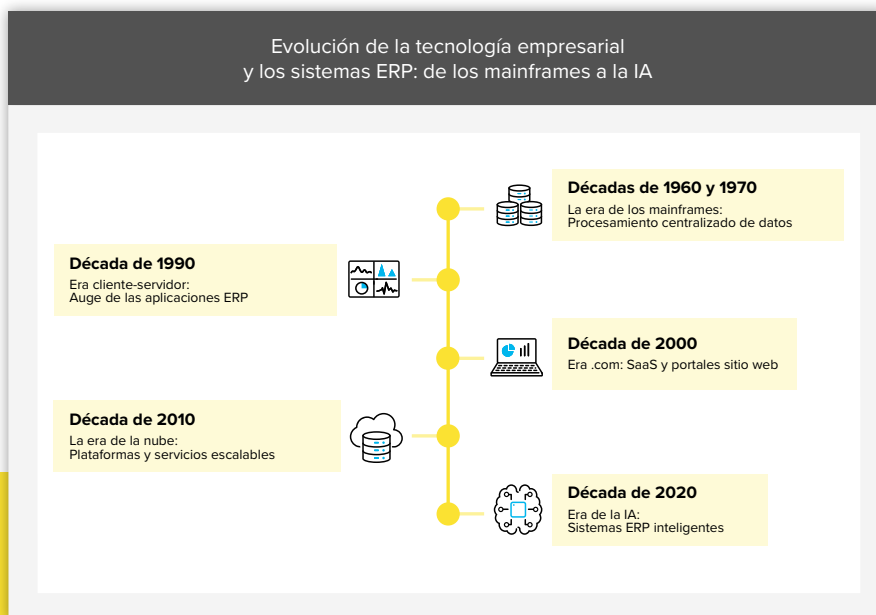 Evolución de la tecnología empresarial
y los sistemas ERP: de los mainframes a la IA
Décadas de 1960 y 1970
La era de los mainframes:
Procesamiento centralizado de datos
Década de 1990
Era cliente-servidor:
Auge de las aplicaciones ERP
Década de 2000
Era .com: SaaS y portales sitio web
Década de 2010
La era de la nube:
Plataformas y servicios escalables
Década de 2020
Era de la IA:
Sistemas ERP inteligentes